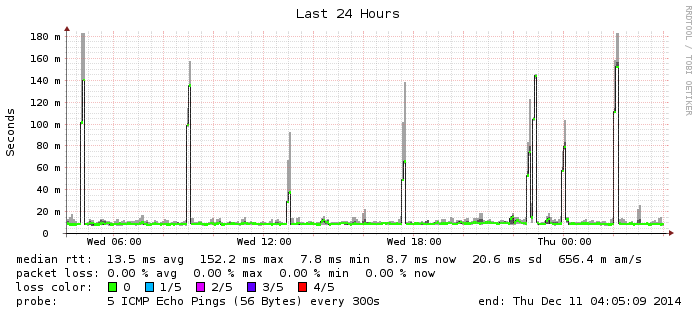 Last 24 Hours
RRDTOOL / TOBI OETIKER
Seconds
180 m
160 m
140 m
120 m
100 m
80 m
60 m
40 m
20 m
0
Wed 06:00 Wed 12:00 Wed 18:00 Thu 00:00
median rtt: 13.5 ms avg 152.2 ms max 7.8 ms min 8.7 ms now 20.6 ms sd 656.4 m am/s
packet loss: 0.00 % avg 0.00 % max 0.00 % min 0.00 % now
loss color: 0 1/5 2/5 3/5 4/5
probe: 5 ICMP Echo Pings (56 Bytes) every 300s end: Thu Dec 11 04:05:09 2014